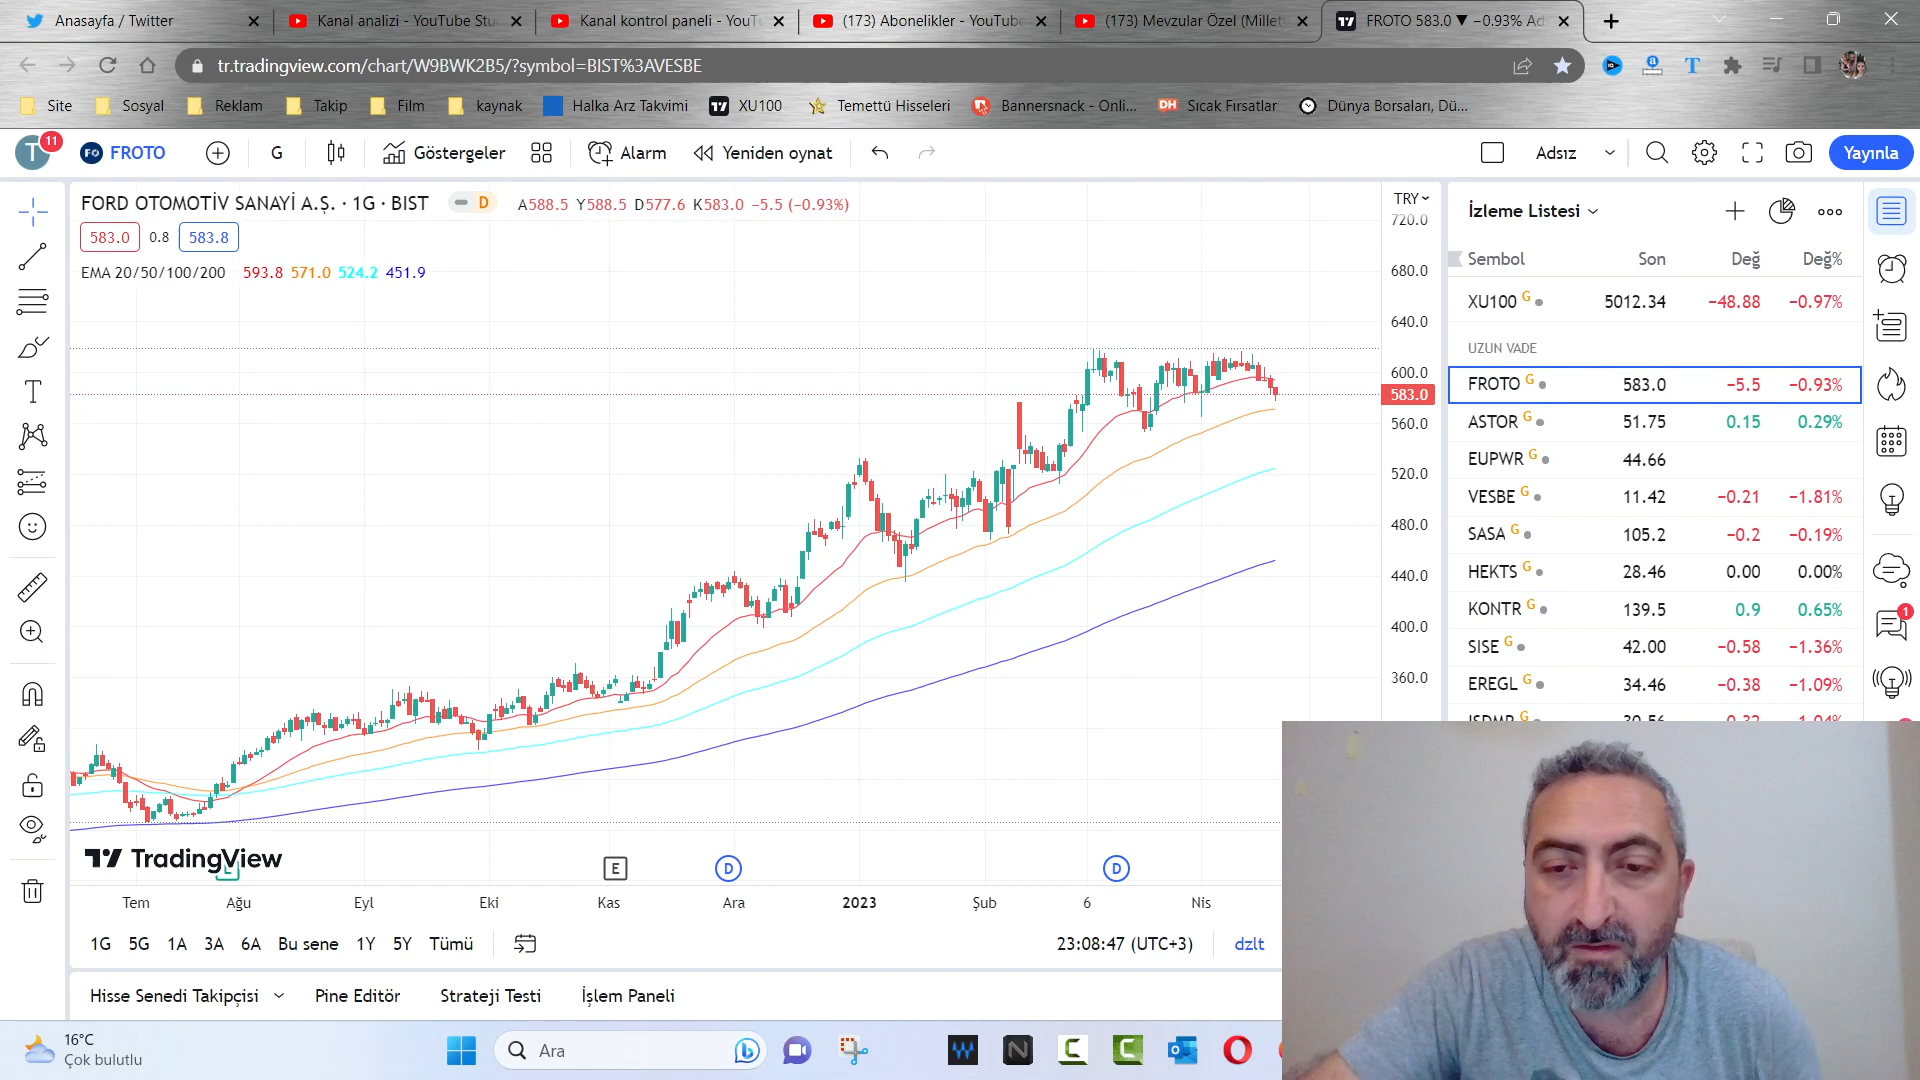 Anasayfa / Twitter
Kanal analizi - YouTube Stu
Kanal kontrol paneli - YouT
(173) Abonelikler - YouTube
(173) Mevzular Özel (Millet
FROTO 583.0 ▼ −0.93% Ad
tr.tradingview.com/chart/W9BWK2B5/?symbol=BIST%3AVESBE
Site
Sosyal
Reklam
Takip
Film
kaynak
Halka Arz Takvimi
XU100
Temettü Hisseleri
Bannersnack - Onli...
DH Sıcak Fırsatlar
Dünya Borsaları, Dü...
T 11
FO FROTO
G
Göstergeler
Alarm
Yeniden oynat
Adsız
Yayınla
FORD OTOMOTİV SANAYİ A.Ş. · 1G · BIST
D
A588.5 Y588.5 D577.6 K583.0 −5.5 (−0.93%)
583.0 0.8 583.8
EMA 20/50/100/200 593.8 571.0 524.2 451.9
TRY
720.0
680.0
640.0
600.0
583.0
560.0
520.0
480.0
440.0
400.0
360.0
TradingView
E
D
D
Tem
Ağu
Eyl
Eki
Kas
Ara
2023
Şub
6
Nis
1G 5G 1A 3A 6A Bu sene 1Y 5Y Tümü
23:08:47 (UTC+3)
dzlt
Hisse Senedi Takipçisi
Pine Editör
Strateji Testi
İşlem Paneli
İzleme Listesi
Sembol Son Değ Değ%
XU100 G 5012.34 −48.88 −0.97%
UZUN VADE
FROTO G 583.0 −5.5 −0.93%
ASTOR G 51.75 0.15 0.29%
EUPWR G 44.66
VESBE G 11.42 −0.21 −1.81%
SASA G 105.2 −0.2 −0.19%
HEKTS G 28.46 0.00 0.00%
KONTR G 139.5 0.9 0.65%
SISE G 42.00 −0.58 −1.36%
EREGL G 34.46 −0.38 −1.09%
1
16°C
Çok bulutlu
Ara